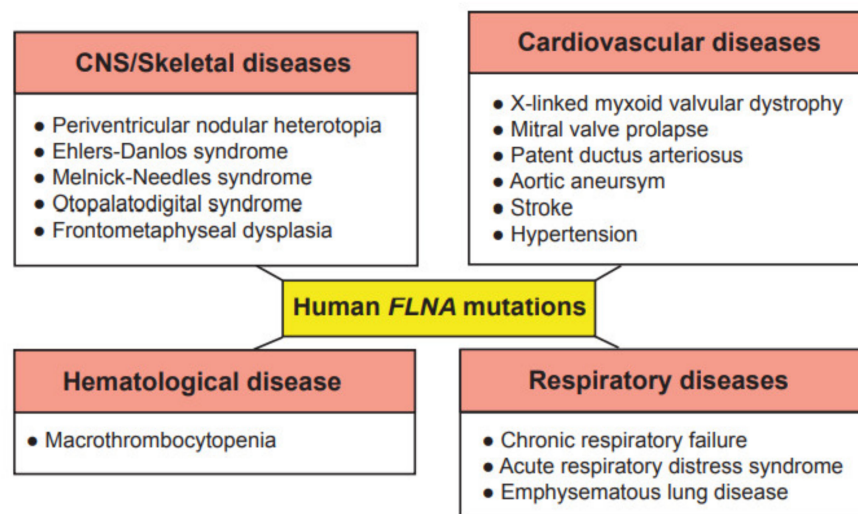 CNS/Skeletal diseases
● Periventricular nodular heterotopia
● Ehlers-Danlos syndrome
● Melnick-Needles syndrome
● Otopalatodigital syndrome
● Frontometaphyseal dysplasia
Cardiovascular diseases
● X-linked myxoid valvular dystrophy
● Mitral valve prolapse
● Patent ductus arteriosus
● Aortic aneursym
● Stroke
● Hypertension
Human FLNA mutations
Hematological disease
● Macrothrombocytopenia
Respiratory diseases
● Chronic respiratory failure
● Acute respiratory distress syndrome
● Emphysematous lung disease